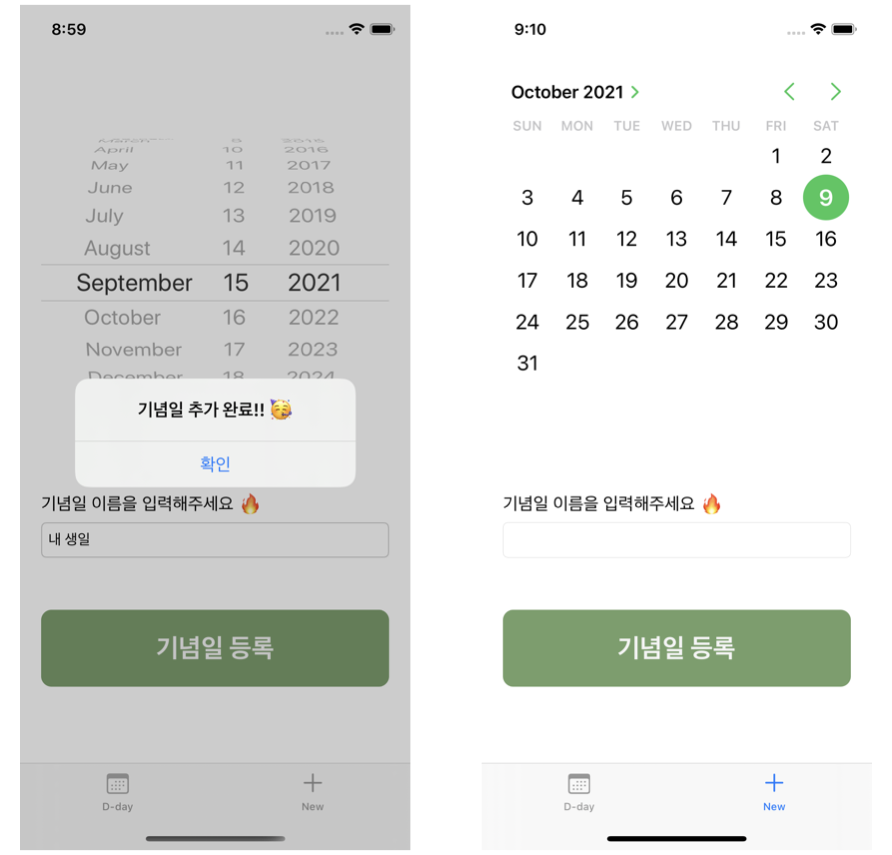 8:59
April 10 2016
May 11 2017
June 12 2018
July 13 2019
August 14 2020
September 15 2021
October 16 2022
November 17 2023
December 18 2024
기념일 추가 완료!! 🥳
확인
기념일 이름을 입력해주세요 🔥
내 생일
기념일 등록
D-day New
9:10
October 2021 >
SUN MON TUE WED THU FRI SAT
1 2
3 4 5 6 7 8 9
10 11 12 13 14 15 16
17 18 19 20 21 22 23
24 25 26 27 28 29 30
31
기념일 이름을 입력해주세요 🔥
기념일 등록
D-day New